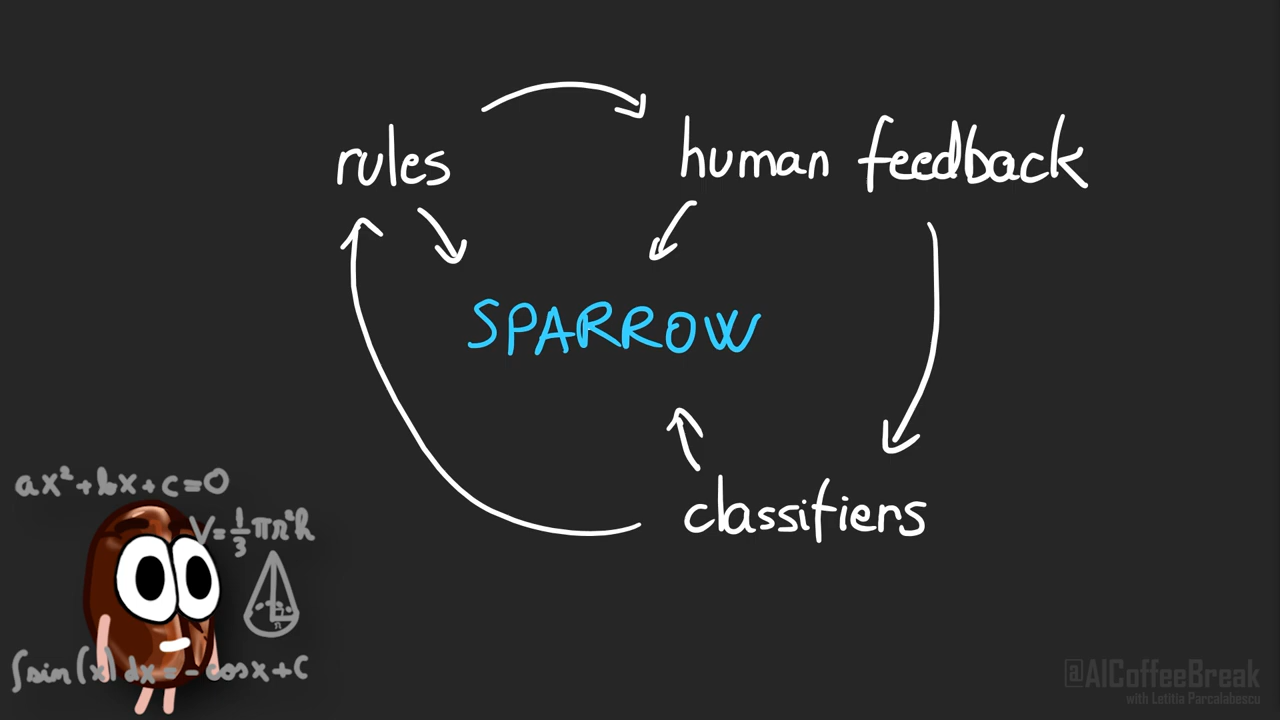 rules
human feedback
SPARROW
classifiers
ax²+bx+c=0
V=⅓πr²h
r
∫sin(x)dx=-cosx+C
@AICoffeeBreak
with Letitia Parcalabescu